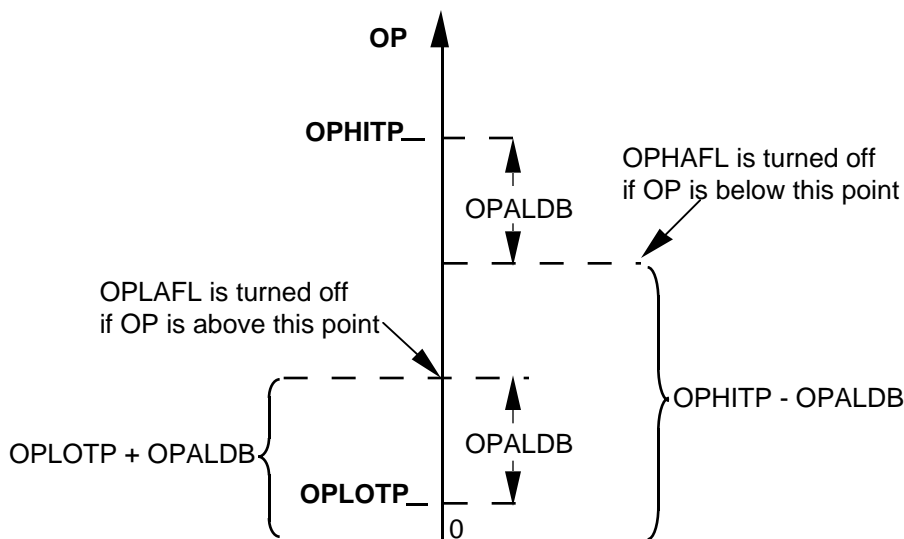 OP
OPHITP
OPHAFL is turned off
if OP is below this point
OPALDB
OPLAFL is turned off
if OP is above this point
OPHITP - OPALDB
OPALDB
OPLOTP + OPALDB
OPLOTP
0